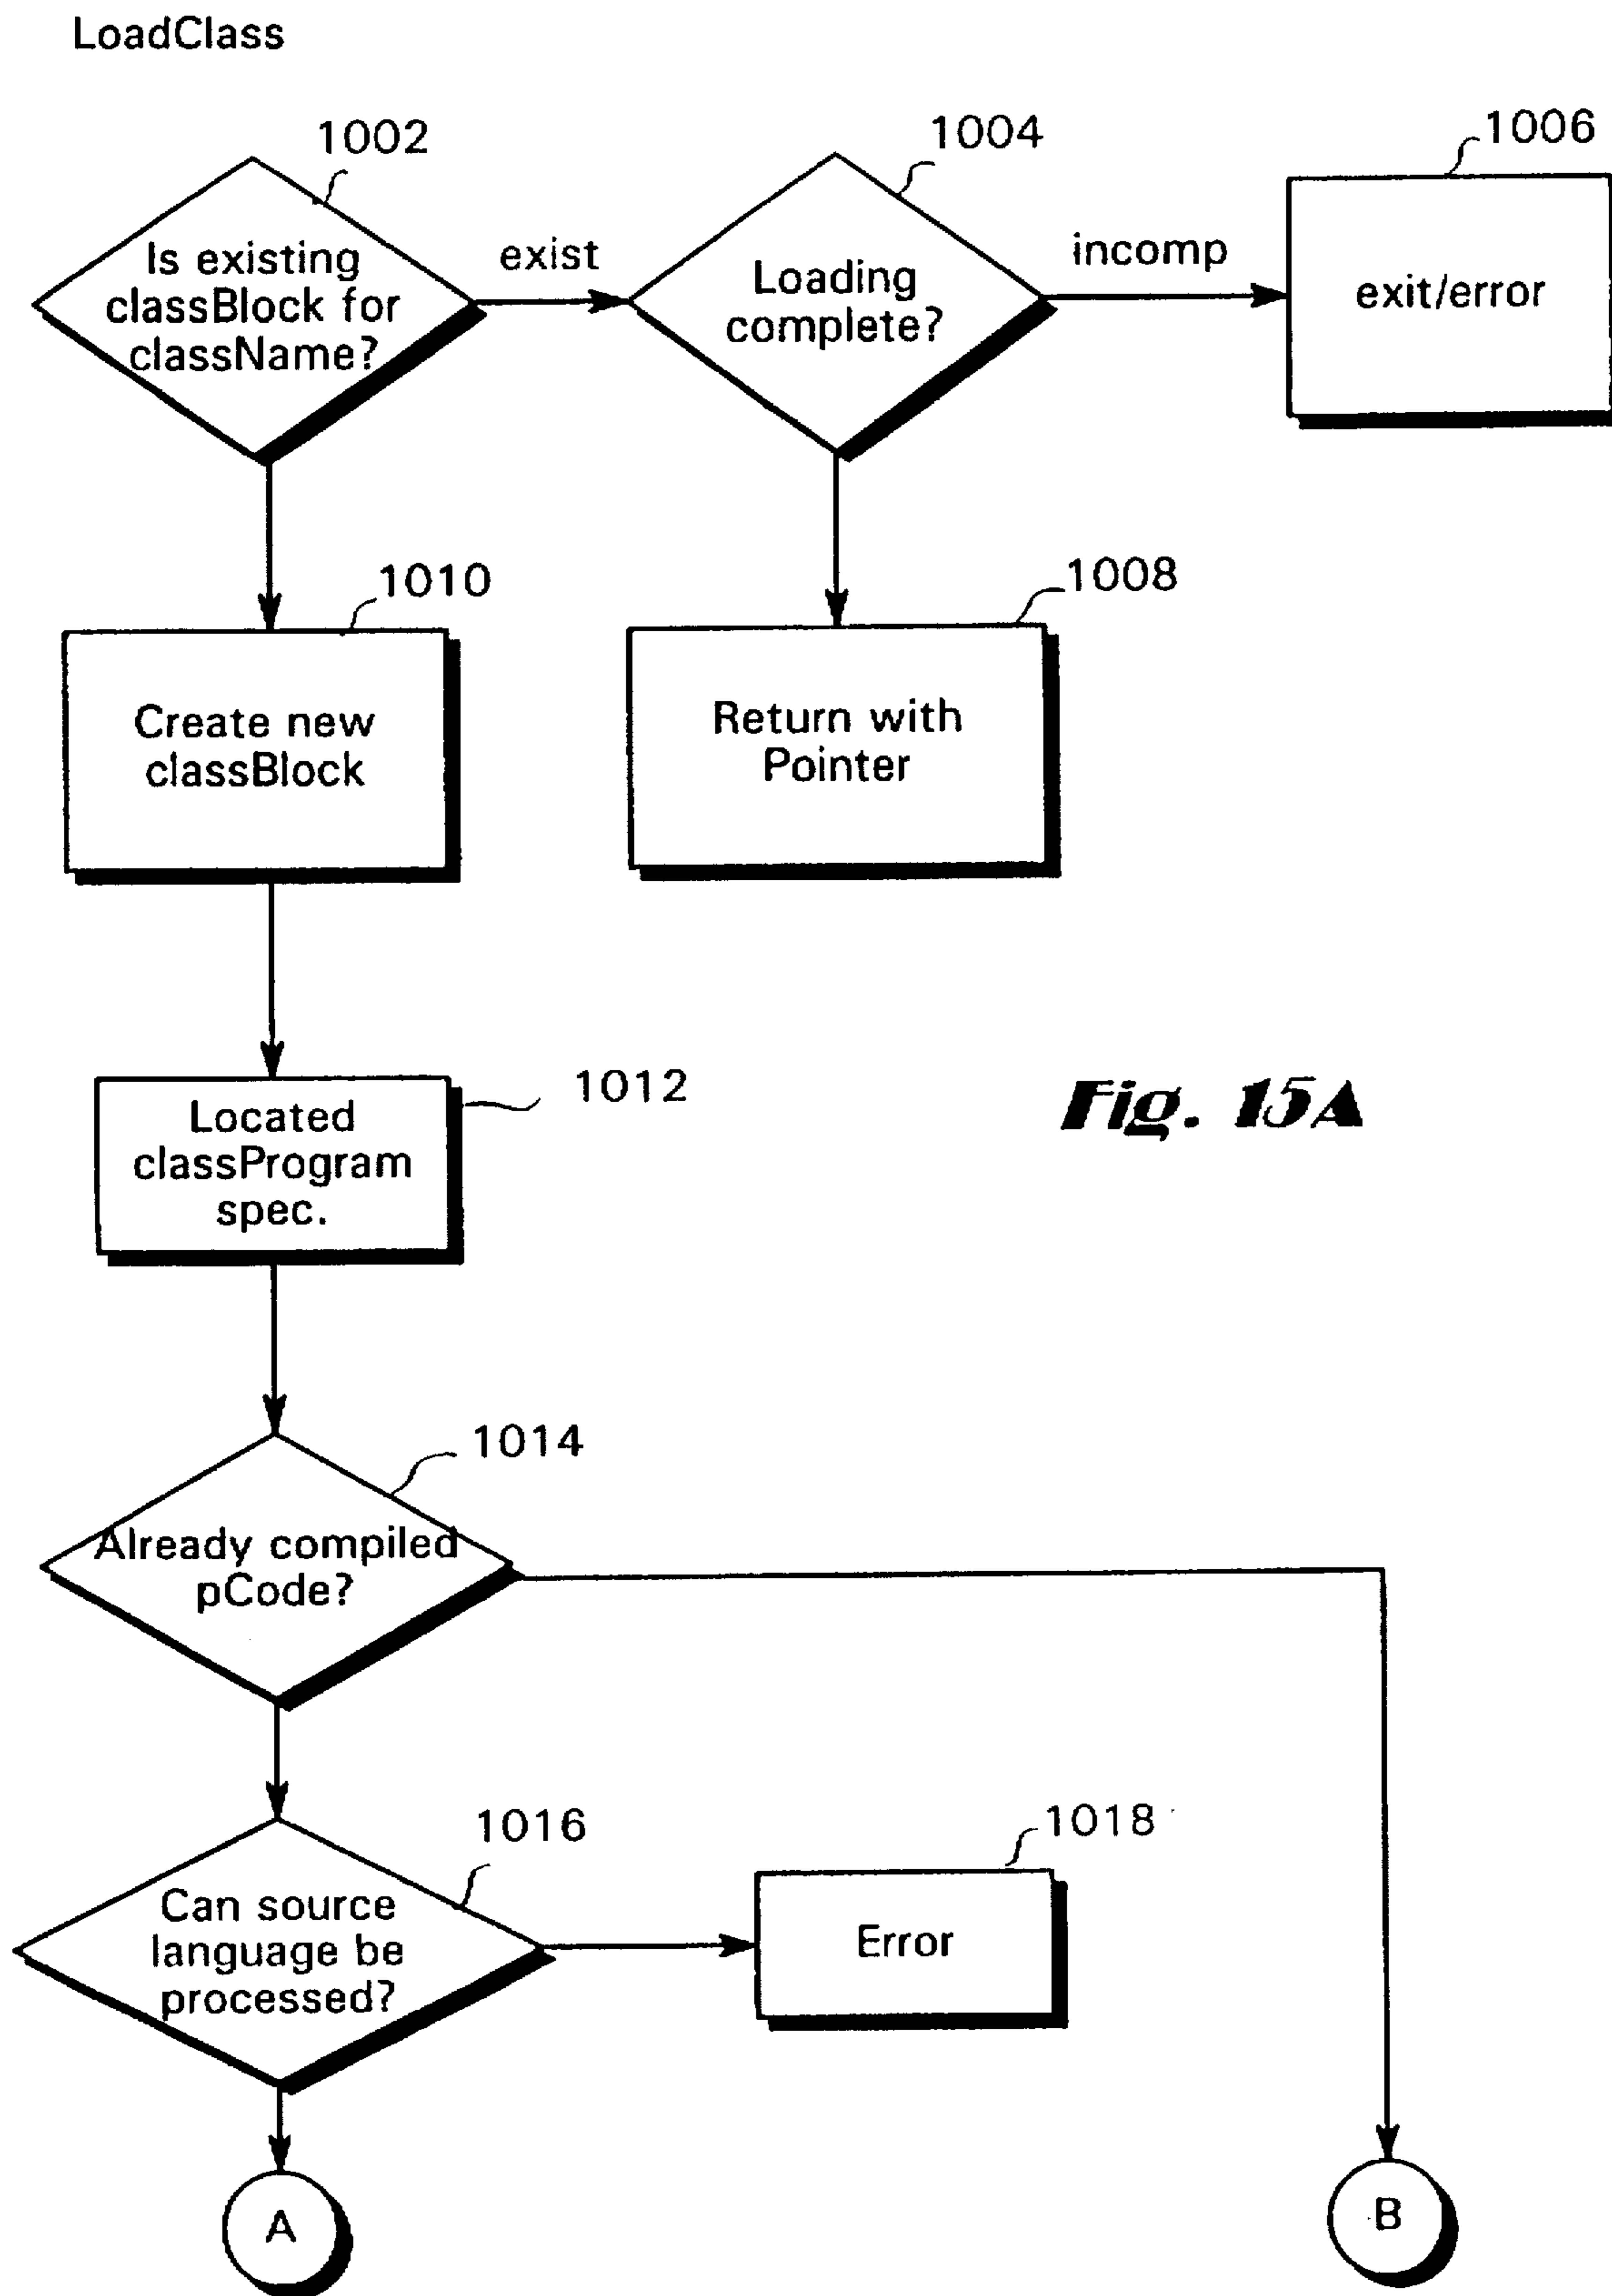 LoadClass
1002
1004
1006
Is existing
classBlock for
className?
exist
Loading
complete?
incomp
exit/error
1010
1008
Create new
classBlock
Return with
Pointer
1012
Located
classProgram
spec.
Fig. 15A
1014
Already compiled
pCode?
1016
1018
Can source
language be
processed?
Error
A
B